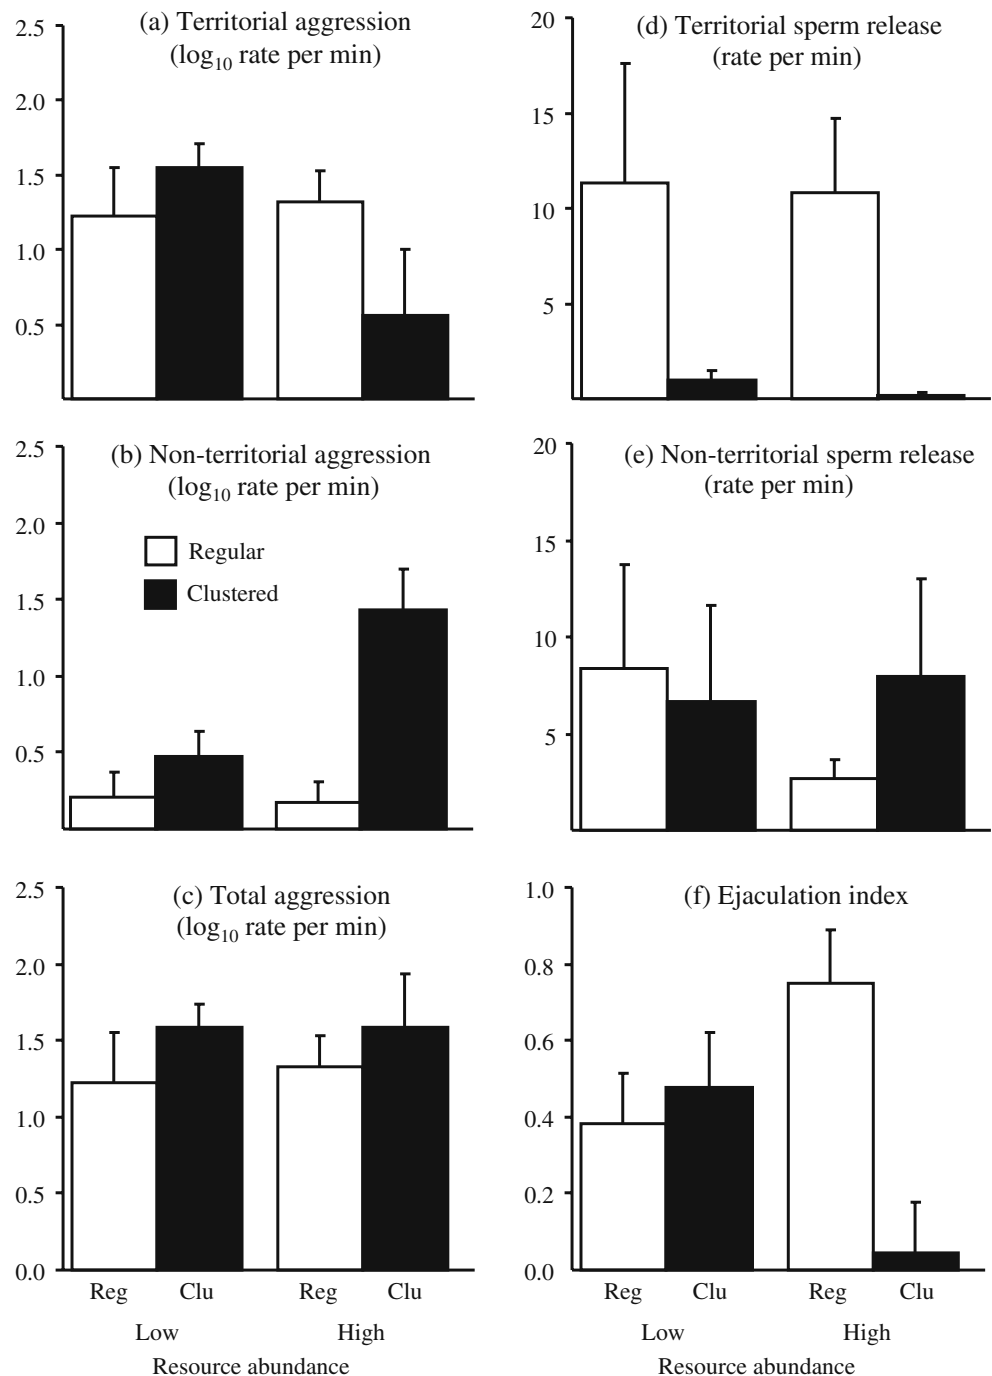 (a) Territorial aggression
(log10 rate per min)
2.5
2.0
1.5
1.0
0.5
(b) Non-territorial aggression
(log10 rate per min)
2.5
2.0
1.5
1.0
0.5
Regular
Clustered
(c) Total aggression
(log10 rate per min)
2.5
2.0
1.5
1.0
0.5
0.0
Reg Clu Reg Clu
Low High
Resource abundance
(d) Territorial sperm release
(rate per min)
20
15
10
5
(e) Non-territorial sperm release
(rate per min)
20
15
10
5
(f) Ejaculation index
1.0
0.8
0.6
0.4
0.2
0.0
Reg Clu Reg Clu
Low High
Resource abundance